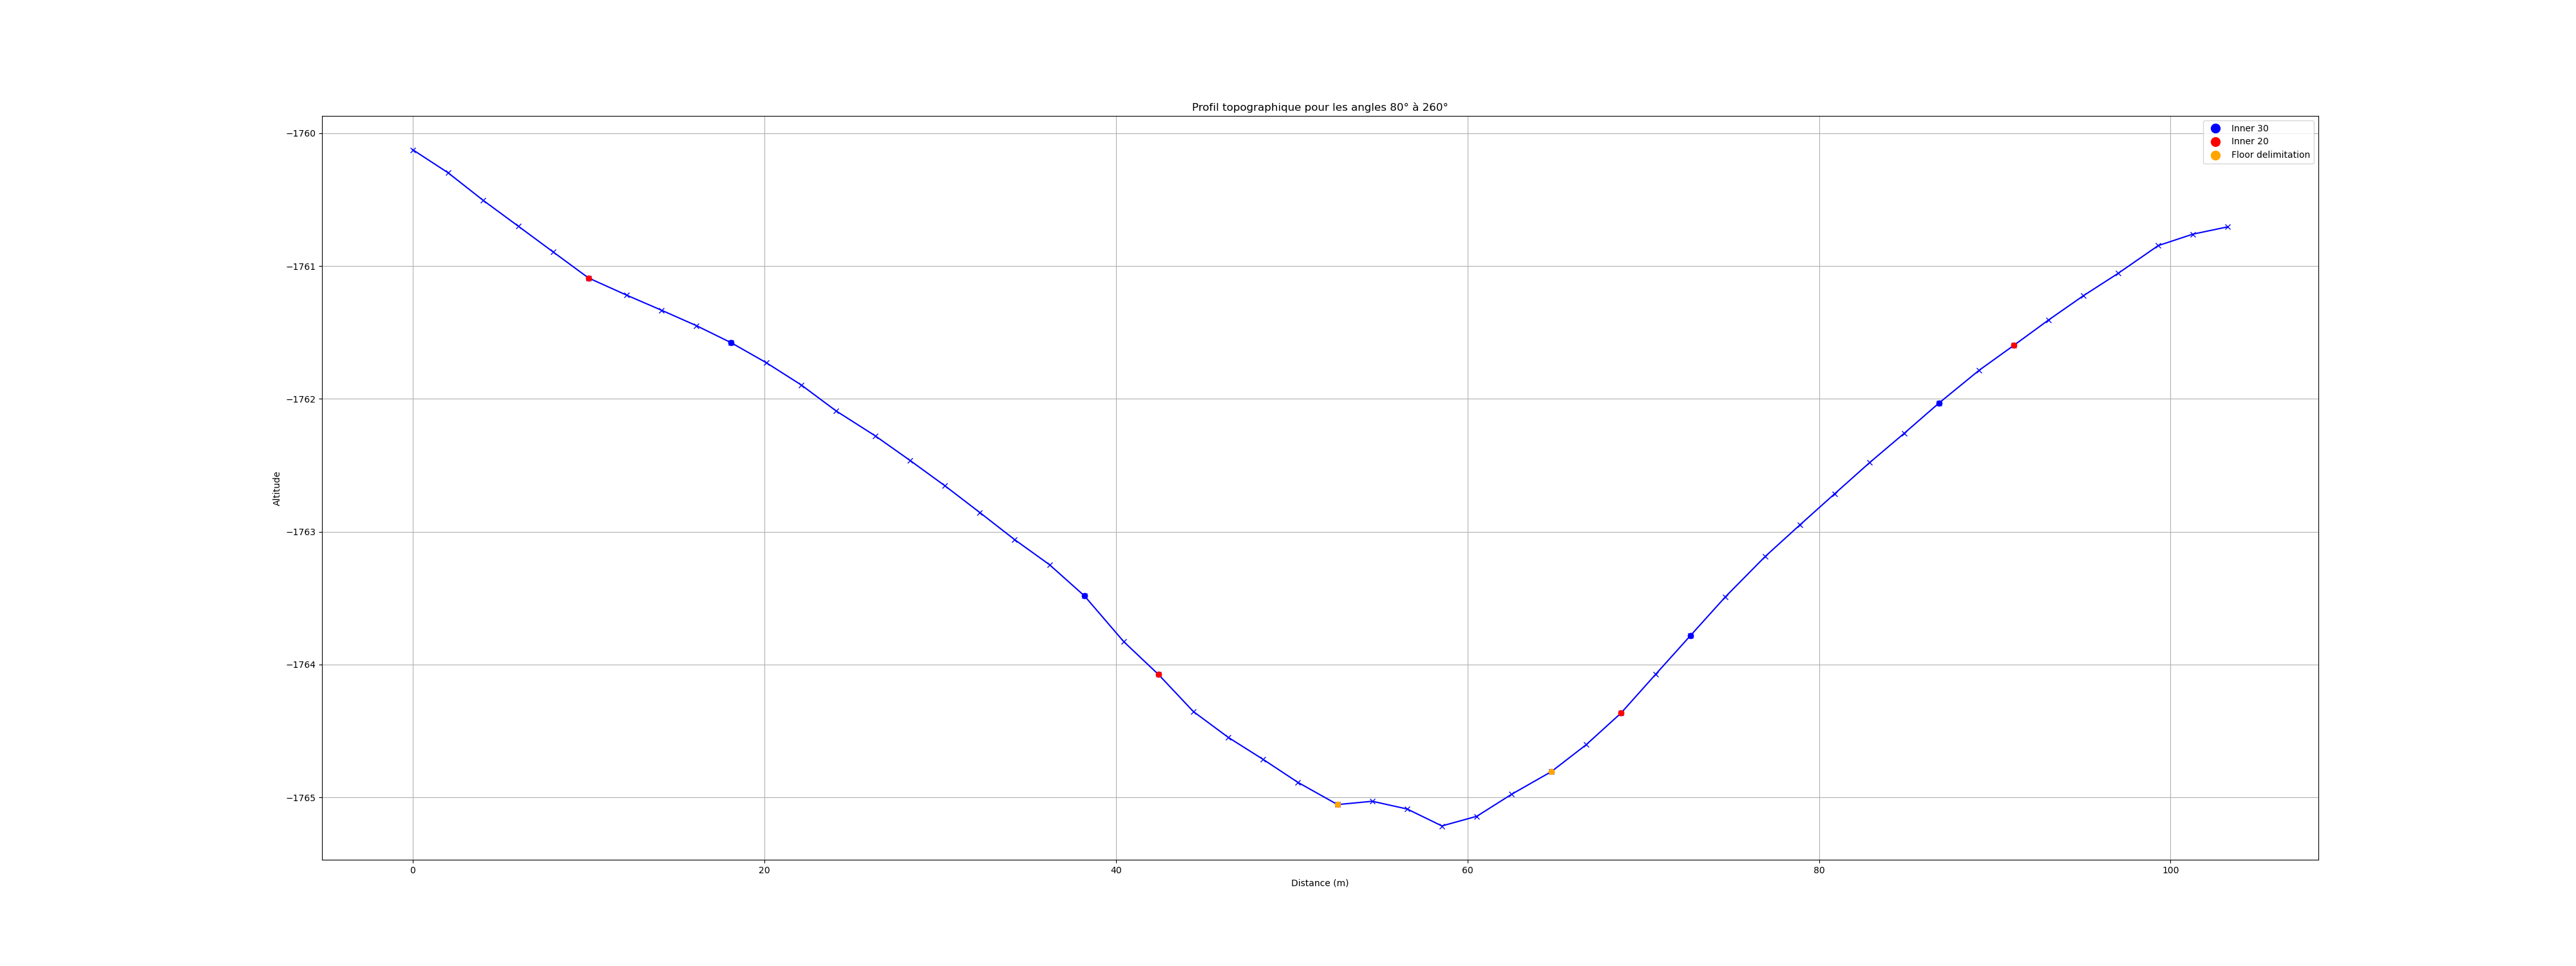 Profil topographique pour les angles 80° à 260°
Inner 30
Inner 20
Floor delimitation
Altitude
−1760
−1761
−1762
−1763
−1764
−1765
0
20
40
60
80
100
Distance (m)